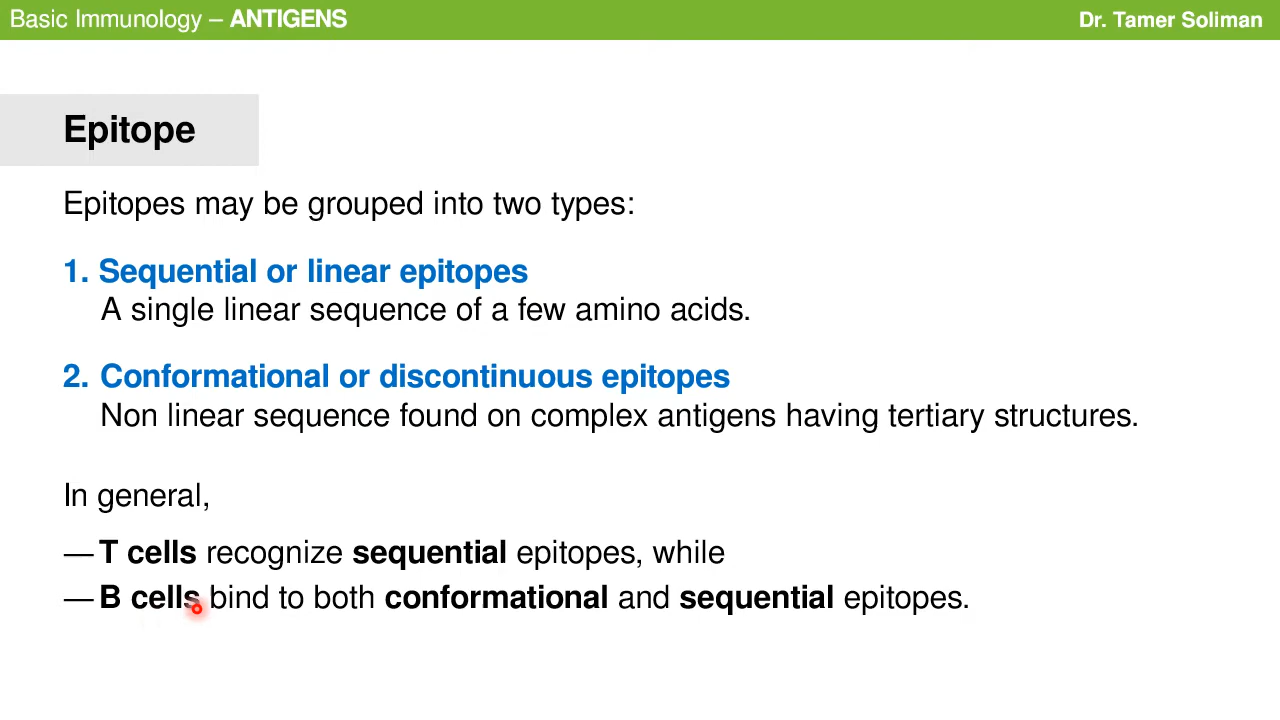 Basic Immunology – ANTIGENS
Dr. Tamer Soliman
Epitope
Epitopes may be grouped into two types:
1. Sequential or linear epitopes
A single linear sequence of a few amino acids.
2. Conformational or discontinuous epitopes
Non linear sequence found on complex antigens having tertiary structures.
In general,
— T cells recognize sequential epitopes, while
— B cells bind to both conformational and sequential epitopes.